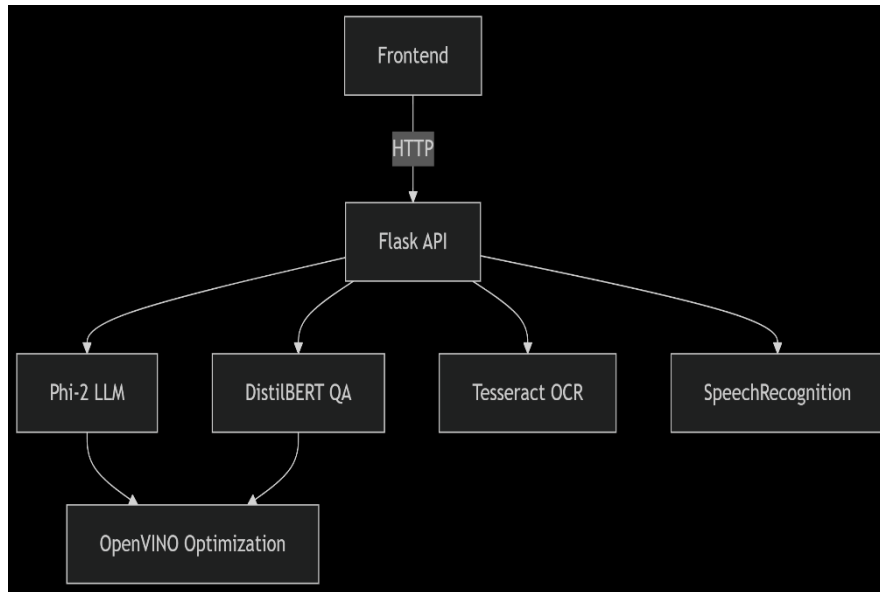 Frontend
HTTP
Flask API
Phi-2 LLM
DistilBERT QA
Tesseract OCR
SpeechRecognition
OpenVINO Optimization